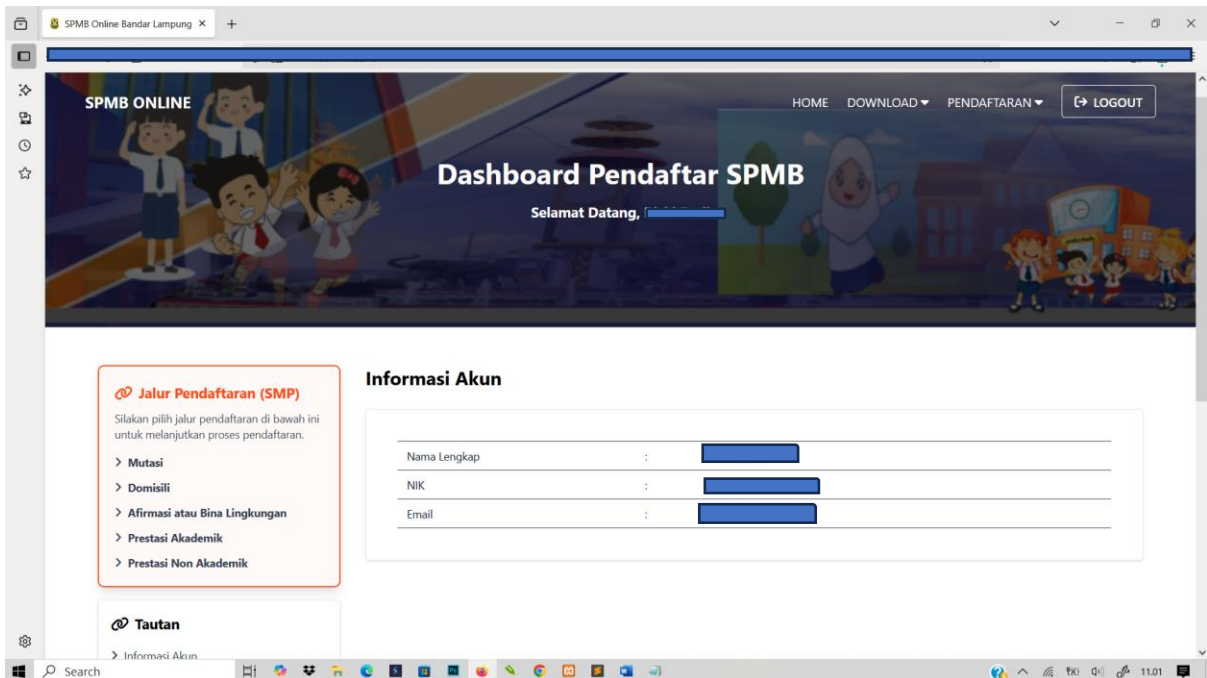 SPMB Online Bandar Lampung
SPMB ONLINE
HOME DOWNLOAD PENDAFTARAN LOGOUT
Dashboard Pendaftar SPMB
Selamat Datang,
Jalur Pendaftaran (SMP)
Silakan pilih jalur pendaftaran di bawah ini
untuk melanjutkan proses pendaftaran.
> Mutasi
> Domisili
> Afirmasi atau Bina Lingkungan
> Prestasi Akademik
> Prestasi Non Akademik
Tautan
> Informasi Akun
Informasi Akun
Nama Lengkap :
NIK :
Email :
Search
11.01